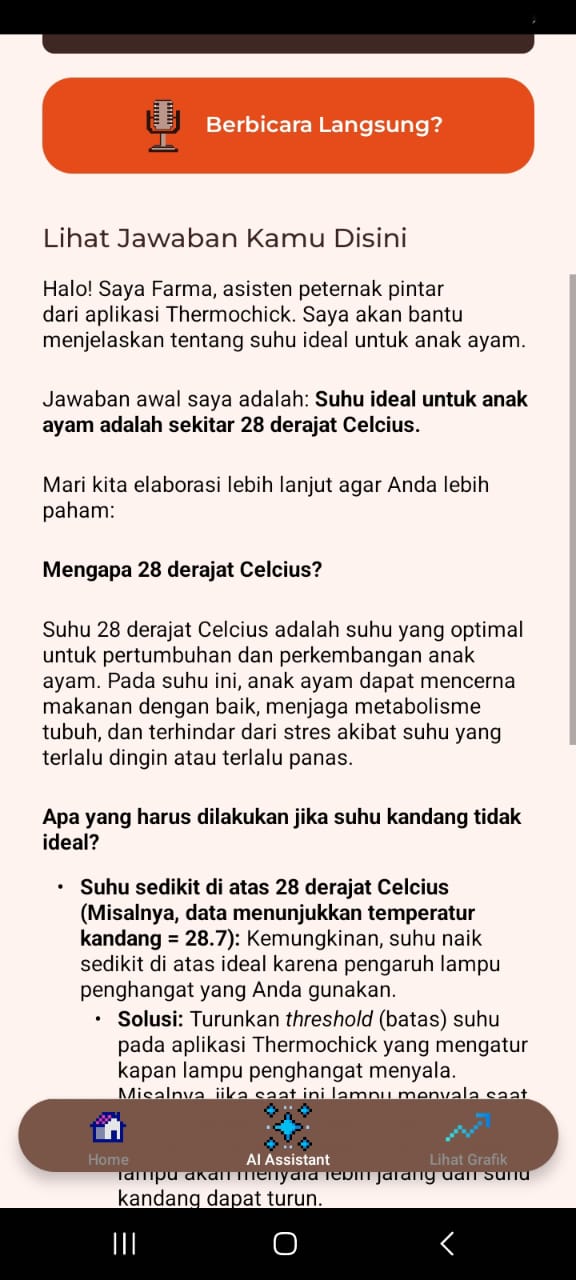 Berbicara Langsung?
Lihat Jawaban Kamu Disini
Halo! Saya Farma, asisten peternak pintar
dari aplikasi Thermochick. Saya akan bantu
menjelaskan tentang suhu ideal untuk anak ayam.
Jawaban awal saya adalah: Suhu ideal untuk anak
ayam adalah sekitar 28 derajat Celcius.
Mari kita elaborasi lebih lanjut agar Anda lebih
paham:
Mengapa 28 derajat Celcius?
Suhu 28 derajat Celcius adalah suhu yang optimal
untuk pertumbuhan dan perkembangan anak
ayam. Pada suhu ini, anak ayam dapat mencerna
makanan dengan baik, menjaga metabolisme
tubuh, dan terhindar dari stres akibat suhu yang
terlalu dingin atau terlalu panas.
Apa yang harus dilakukan jika suhu kandang tidak
ideal?
• Suhu sedikit di atas 28 derajat Celcius
(Misalnya, data menunjukkan temperatur
kandang = 28.7): Kemungkinan, suhu naik
sedikit di atas ideal karena pengaruh lampu
penghangat yang Anda gunakan.
• Solusi: Turunkan threshold (batas) suhu
pada aplikasi Thermochick yang mengatur
kapan lampu penghangat menyala.
Misalnya, jika saat ini lampu menyala saat
Home
AI Assistant
Lihat Grafik
lampu akan menyala lebih jarang dan suhu
kandang dapat turun.